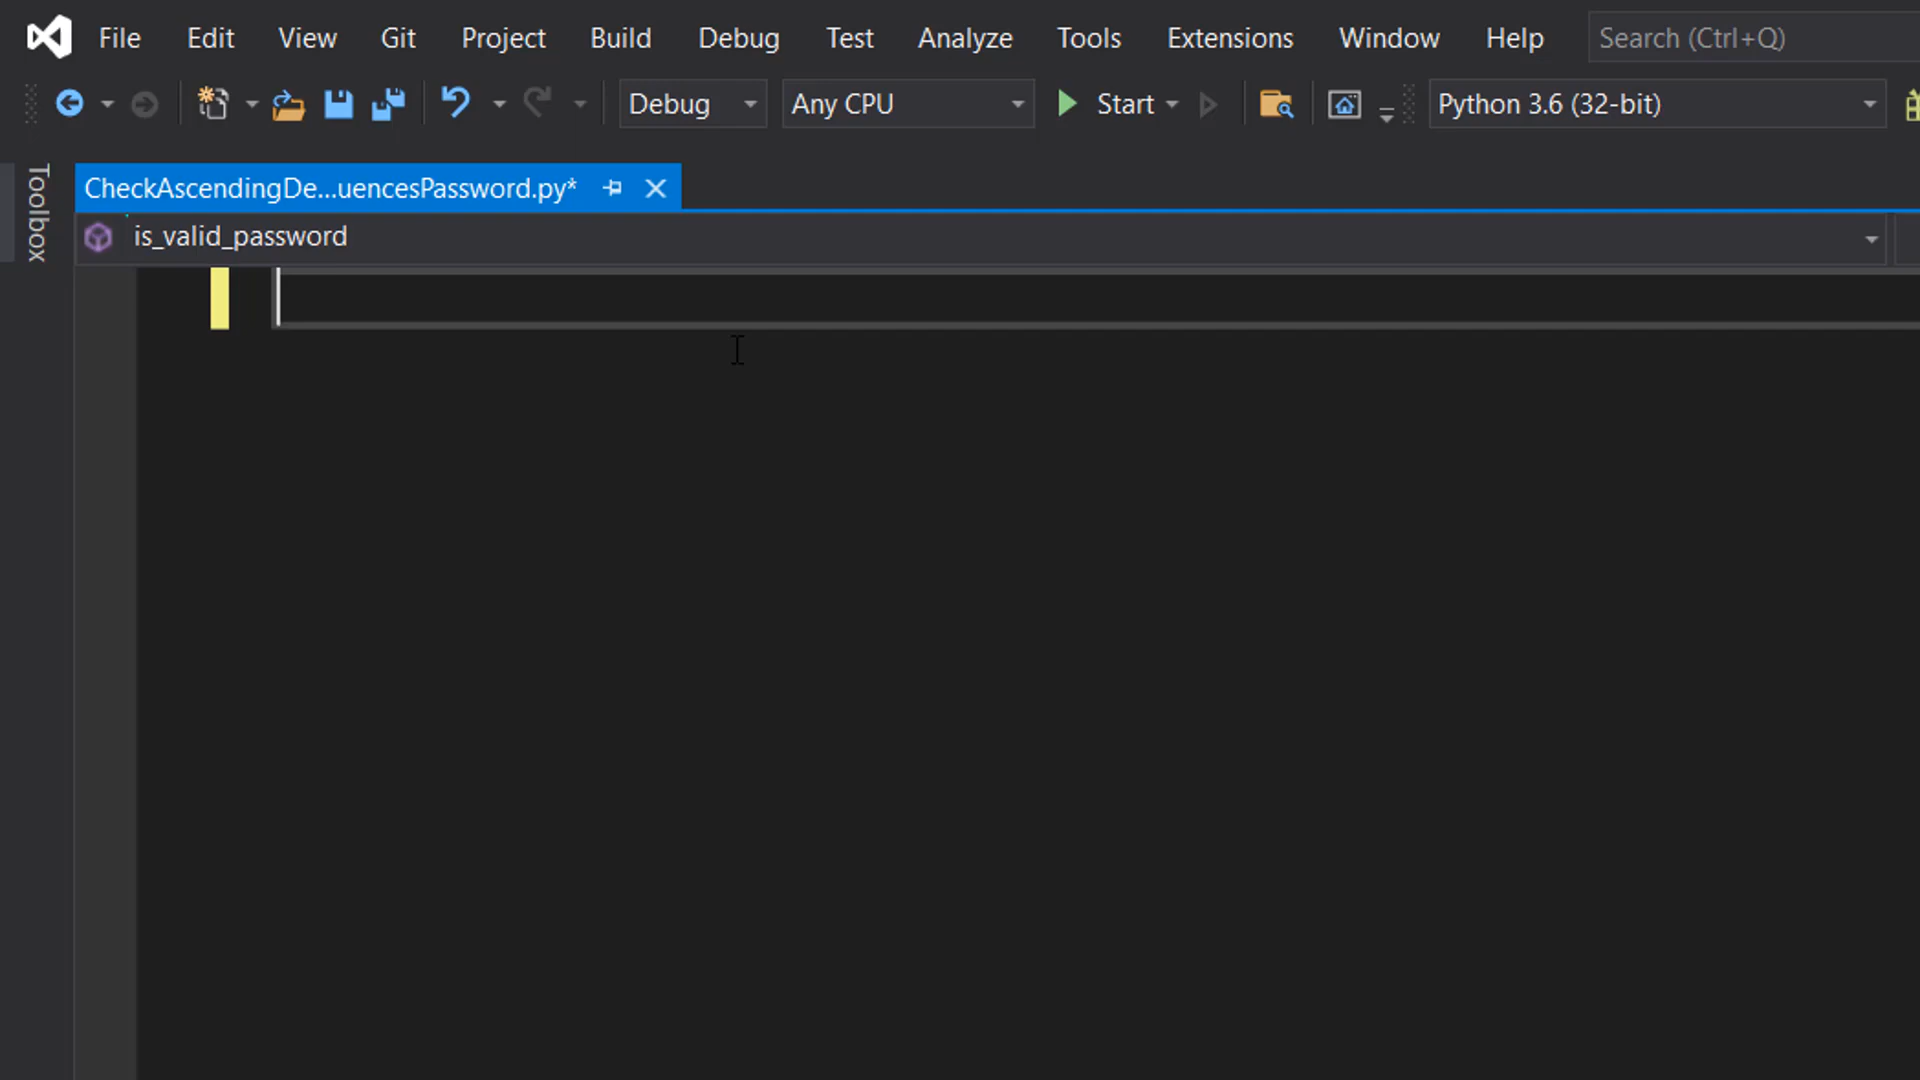 File Edit View Git Project Build Debug Test Analyze Tools Extensions Window Help Search (Ctrl+Q)
Debug Any CPU Start Python 3.6 (32-bit)
Toolbox
CheckAscendingDe...uencesPassword.py*
is_valid_password